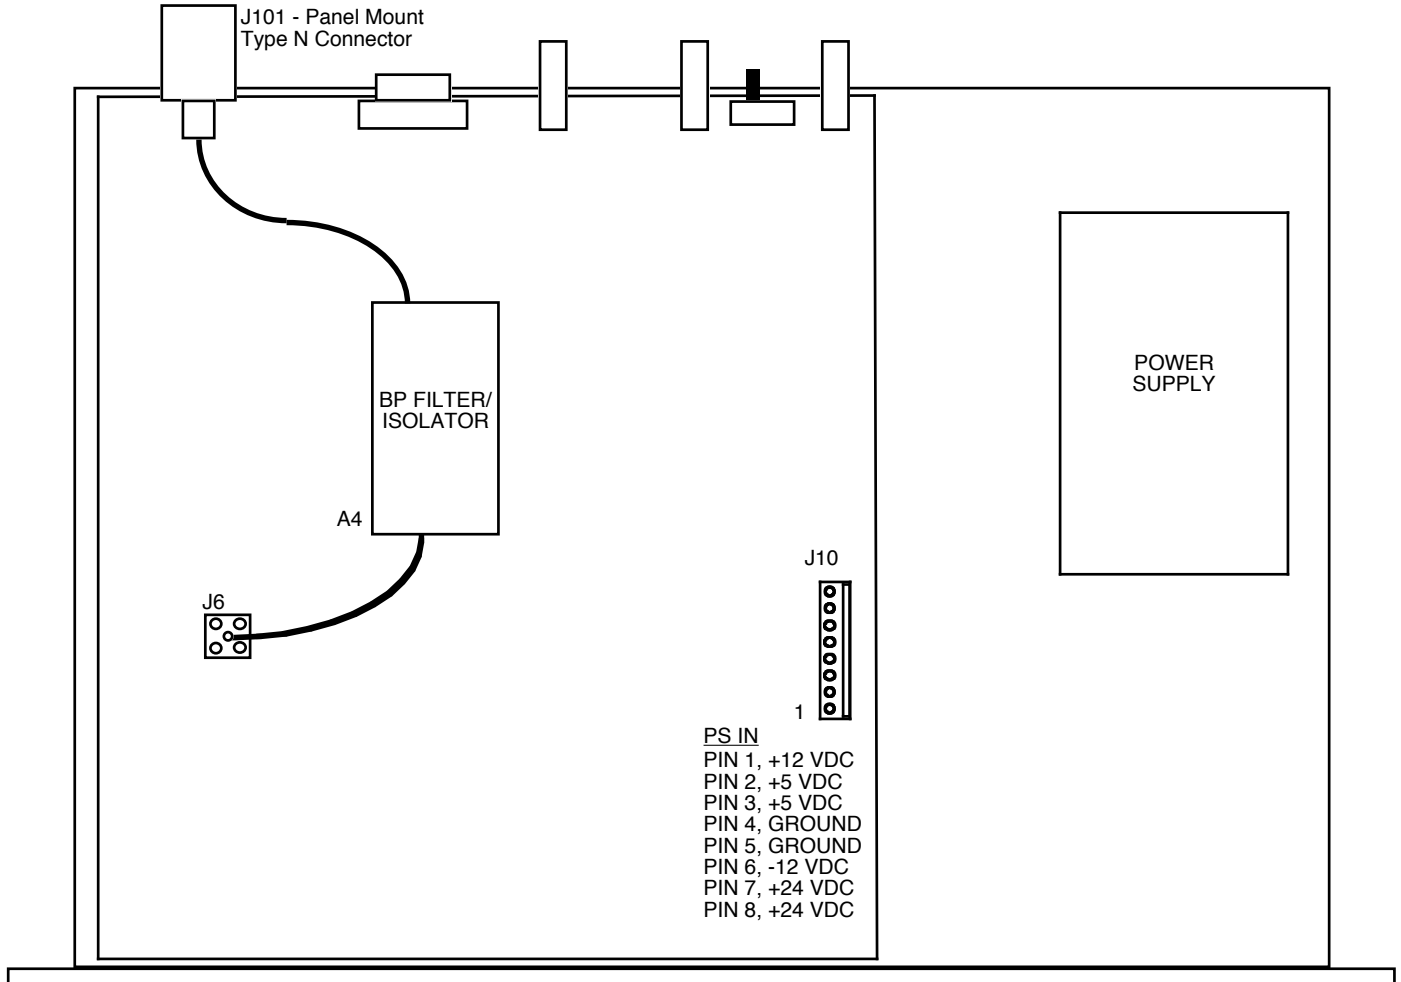 J101 - Panel Mount
Type N Connector
POWER
SUPPLY
BP FILTER/
ISOLATOR
A4
J10
J6
1
PS IN
PIN 1, +12 VDC
PIN 2, +5 VDC
PIN 3, +5 VDC
PIN 4, GROUND
PIN 5, GROUND
PIN 6, -12 VDC
PIN 7, +24 VDC
PIN 8, +24 VDC